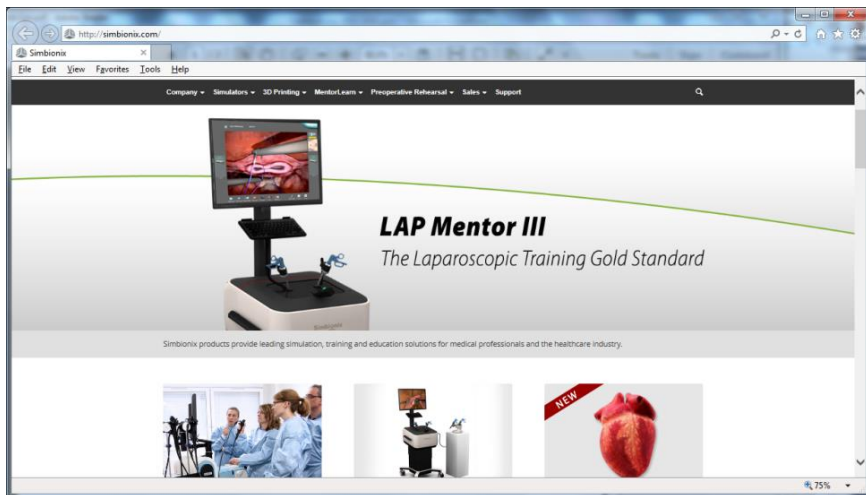 http://simbionix.com/
Simbionix
File Edit View Favorites Tools Help
Company Simulators 3D Printing MentorLearn Preoperative Rehearsal Sales Support
LAP Mentor III
The Laparoscopic Training Gold Standard
Simbionix
Simbionix products provide leading simulation, training and education solutions for medical professionals and the healthcare industry.
NEW
75%